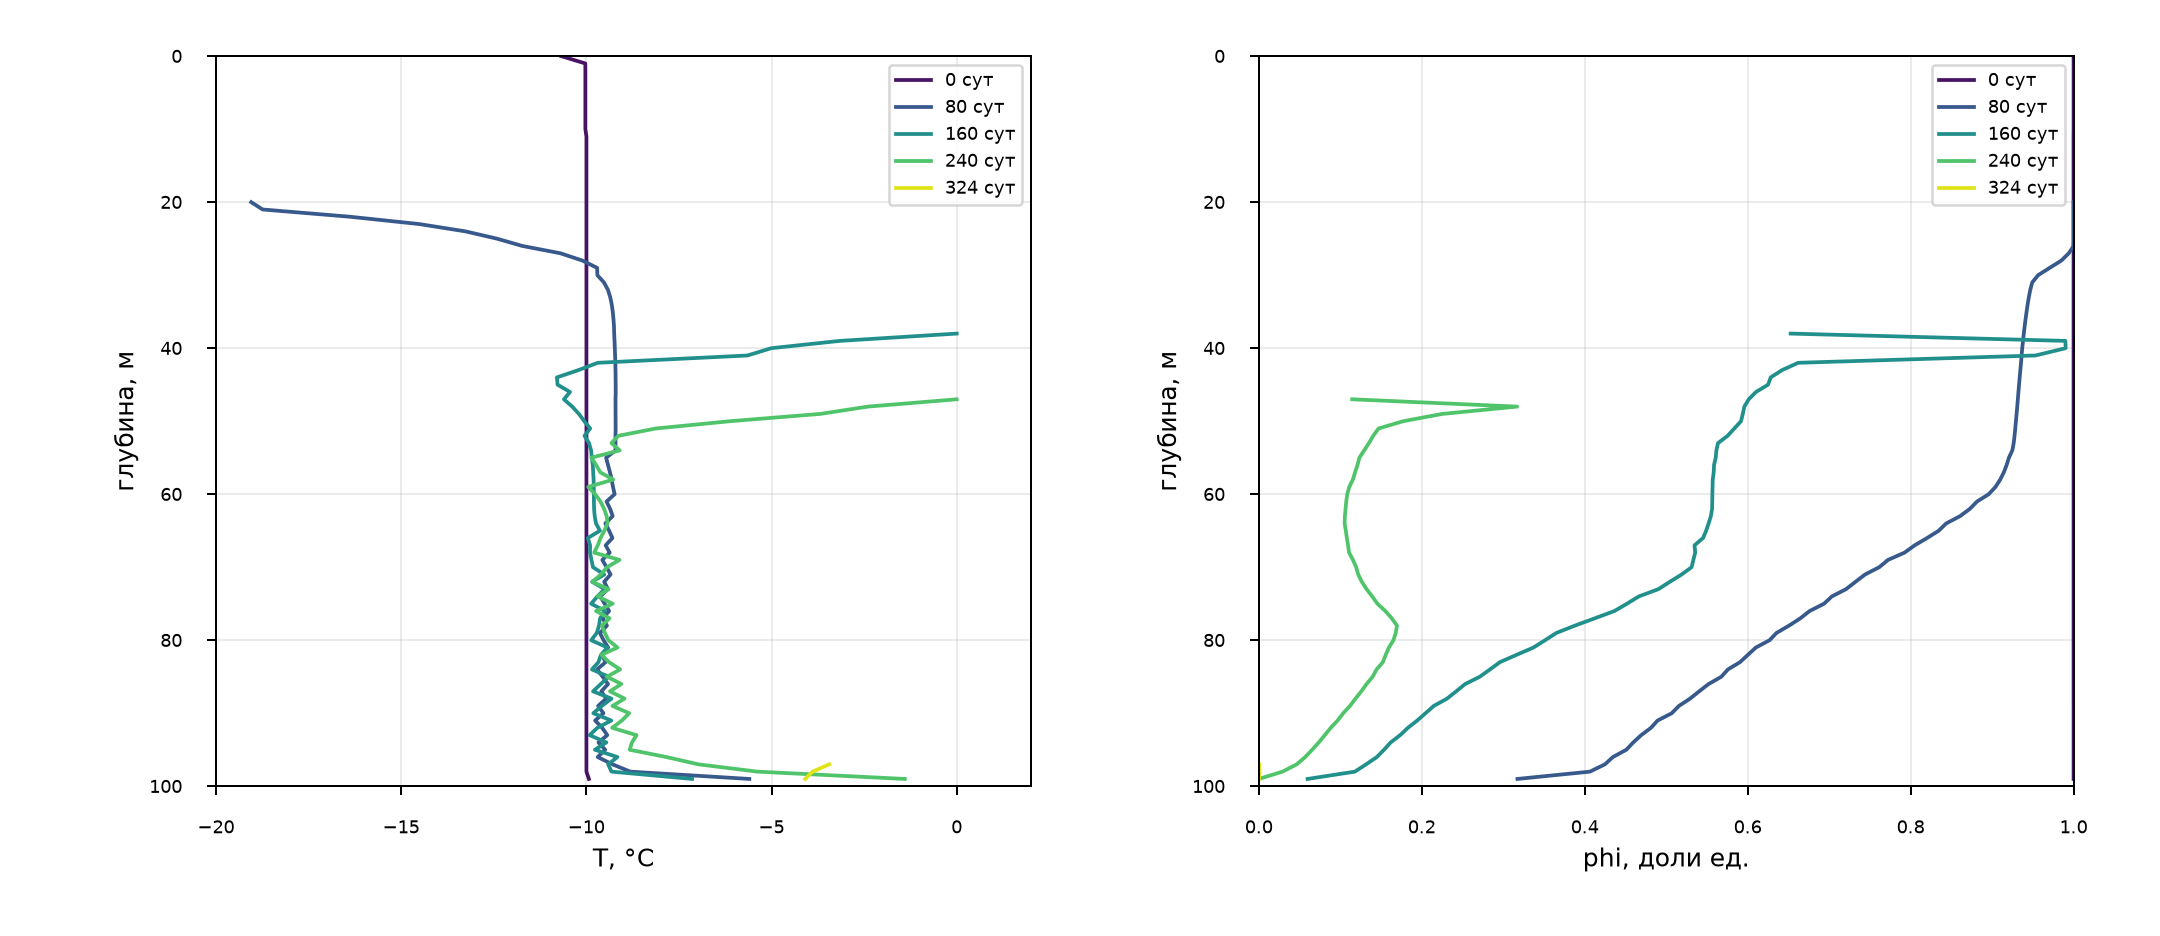 0
20
40
60
80
100
глубина, м
−20
−15
−10
−5
0
T, °C
0 сут
80 сут
160 сут
240 сут
324 сут
0
20
40
60
80
100
глубина, м
0.0
0.2
0.4
0.6
0.8
1.0
phi, доли ед.
0 сут
80 сут
160 сут
240 сут
324 сут